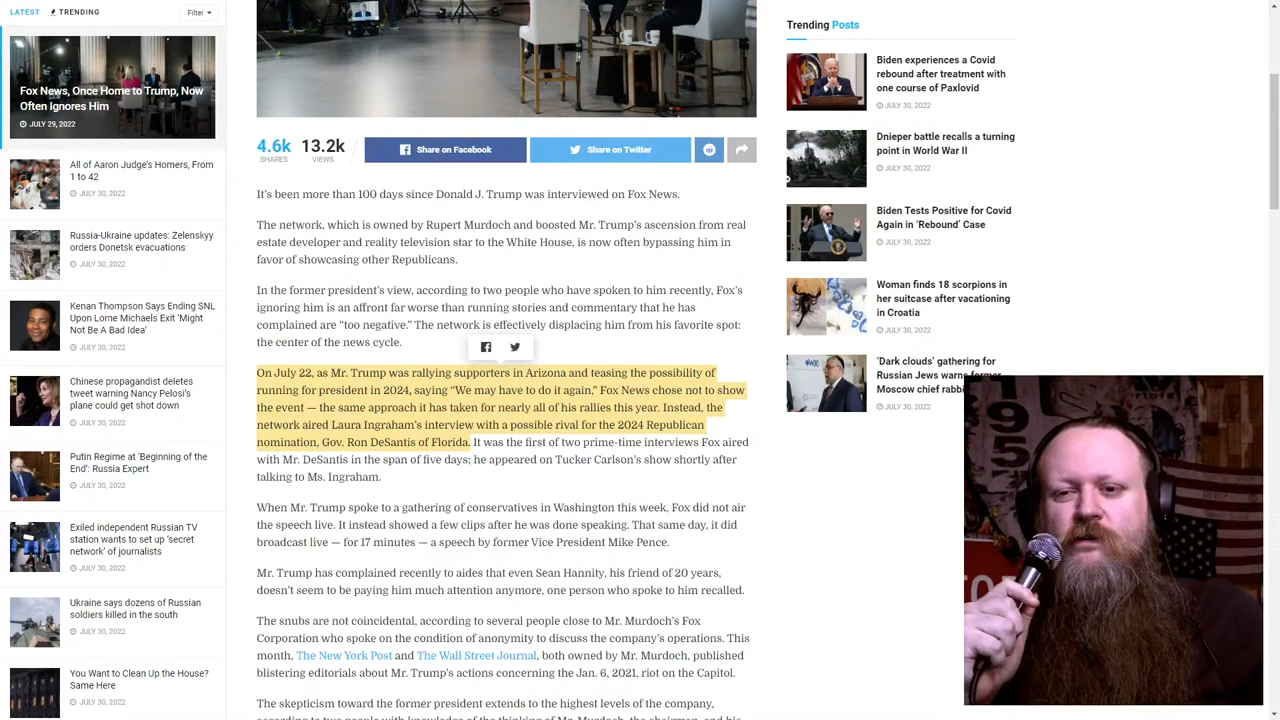 LATEST
TRENDING
Filter
Fox News, Once Home to Trump, Now
Often Ignores Him
JULY 29, 2022
All of Aaron Judge's Homers, From
1 to 42
JULY 30, 2022
Russia-Ukraine updates: Zelenskyy
orders Donetsk evacuations
JULY 30, 2022
Kenan Thompson Says Ending SNL
Upon Lorne Michaels Exit 'Might
Not Be A Bad Idea'
JULY 30, 2022
Chinese propagandist deletes
tweet warning Nancy Pelosi's
plane could get shot down
JULY 30, 2022
Putin Regime at 'Beginning of the
End': Russia Expert
JULY 30, 2022
Exiled independent Russian TV
station wants to set up 'secret
network' of journalists
JULY 30, 2022
Ukraine says dozens of Russian
soldiers killed in the south
JULY 30, 2022
You Want to Clean Up the House?
Same Here
JULY 30, 2022
4.6k
SHARES
13.2k
VIEWS
Share on Facebook
Share on Twitter
It's been more than 100 days since Donald J. Trump was interviewed on Fox News.
The network, which is owned by Rupert Murdoch and boosted Mr. Trump's ascension from real
estate developer and reality television star to the White House, is now often bypassing him in
favor of showcasing other Republicans.
In the former president's view, according to two people who have spoken to him recently, Fox's
ignoring him is an affront far worse than running stories and commentary that he has
complained are "too negative." The network is effectively displacing him from his favorite spot:
the center of the news cycle.
On July 22, as Mr. Trump was rallying supporters in Arizona and teasing the possibility of
running for president in 2024, saying "We may have to do it again," Fox News chose not to show
the event — the same approach it has taken for nearly all of his rallies this year. Instead, the
network aired Laura Ingraham's interview with a possible rival for the 2024 Republican
nomination, Gov. Ron DeSantis of Florida. It was the first of two prime-time interviews Fox aired
with Mr. DeSantis in the span of five days; he appeared on Tucker Carlson's show shortly after
talking to Ms. Ingraham.
When Mr. Trump spoke to a gathering of conservatives in Washington this week, Fox did not air
the speech live. It instead showed a few clips after he was done speaking. That same day, it did
broadcast live — for 17 minutes — a speech by former Vice President Mike Pence.
Mr. Trump has complained recently to aides that even Sean Hannity, his friend of 20 years,
doesn't seem to be paying him much attention anymore, one person who spoke to him recalled.
The snubs are not coincidental, according to several people close to Mr. Murdoch's Fox
Corporation who spoke on the condition of anonymity to discuss the company's operations. This
month, The New York Post and The Wall Street Journal, both owned by Mr. Murdoch, published
blistering editorials about Mr. Trump's actions concerning the Jan. 6, 2021, riot on the Capitol.
The skepticism toward the former president extends to the highest levels of the company,
according to two people with knowledge of the thinking of Mr. Murdoch, the chairman, and his
Trending Posts
Biden experiences a Covid
rebound after treatment with
one course of Paxlovid
JULY 30, 2022
Dnieper battle recalls a turning
point in World War II
JULY 30, 2022
Biden Tests Positive for Covid
Again in 'Rebound' Case
JULY 30, 2022
Woman finds 18 scorpions in
her suitcase after vacationing
in Croatia
JULY 30, 2022
'Dark clouds' gathering for
Russian Jews warns former
Moscow chief rabbi
JULY 30, 2022